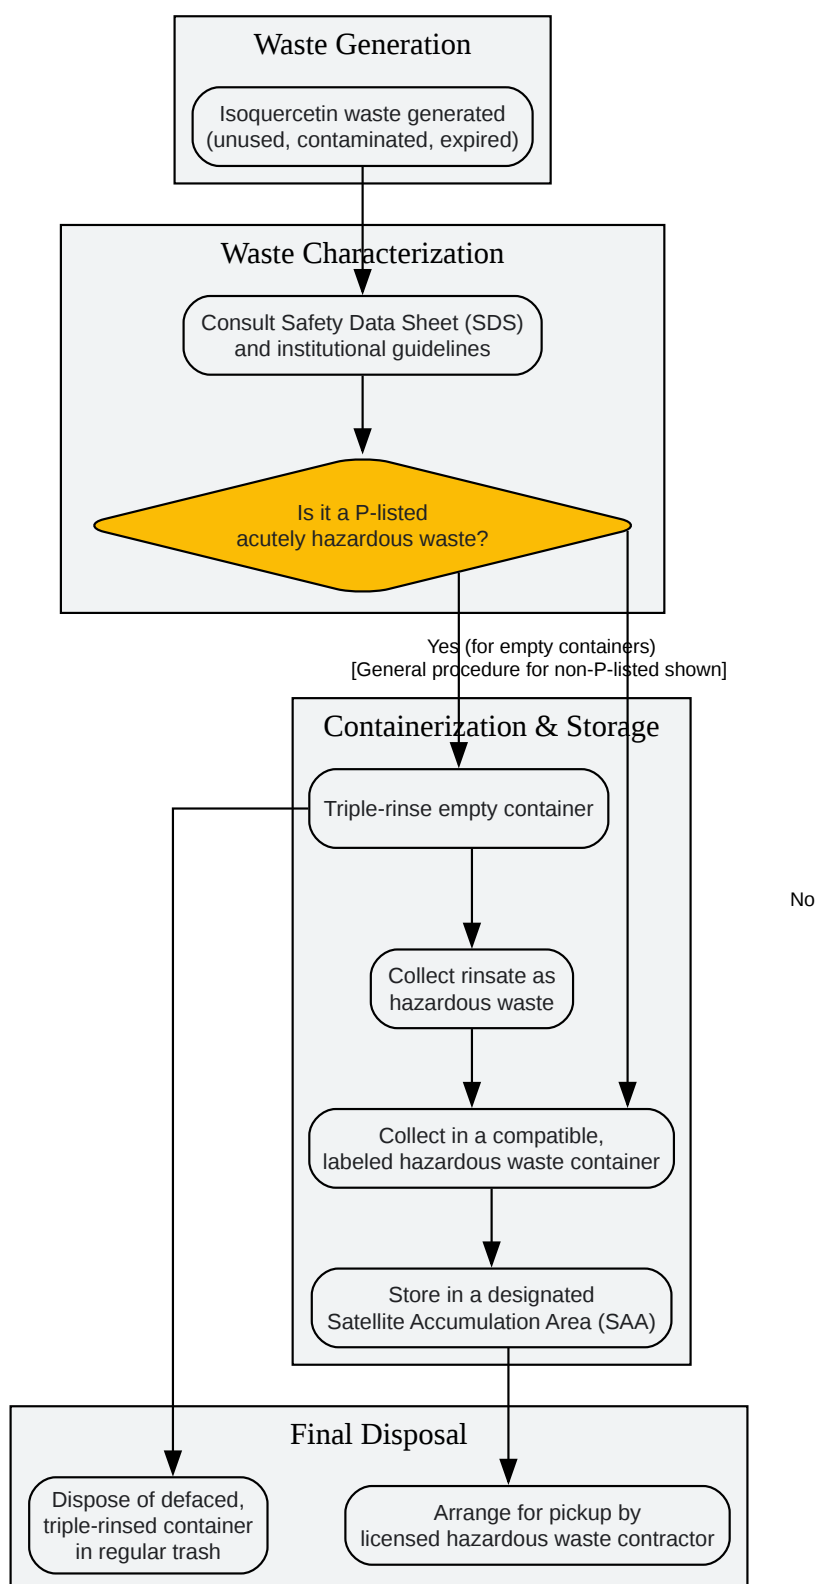 Waste Generation
Isoquercetin waste generated
(unused, contaminated, expired)
Waste Characterization
Consult Safety Data Sheet (SDS)
and institutional guidelines
Is it a P-listed
acutely hazardous waste?
Yes (for empty containers)
[General procedure for non-P-listed shown]
Containerization & Storage
Triple-rinse empty container
No
Collect rinsate as
hazardous waste
Collect in a compatible,
labeled hazardous waste container
Store in a designated
Satellite Accumulation Area (SAA)
Final Disposal
Dispose of defaced,
triple-rinsed container
in regular trash
Arrange for pickup by
licensed hazardous waste contractor